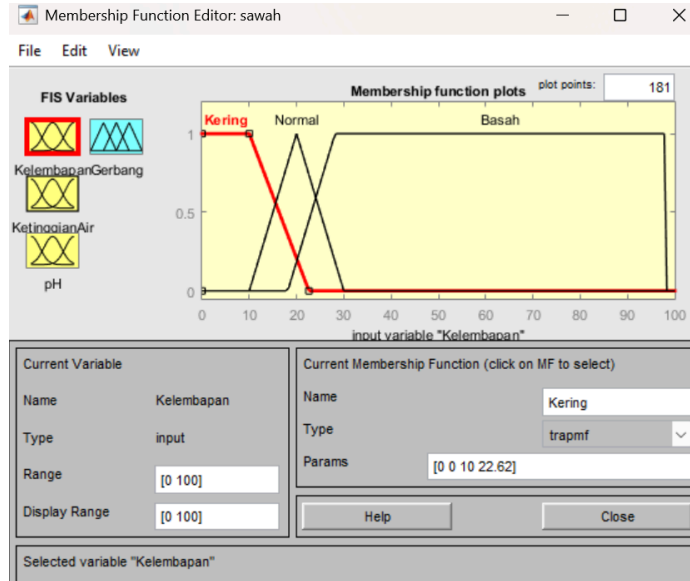 Membership Function Editor: sawah
File Edit View
FIS Variables
Membership function plots
plot points: 181
Kering Normal Basah
1
0.5
0
0 10 20 30 40 50 60 70 80 90 100
input variable "Kelembapan"
Kelembapan Gerbang
KetinggianAir
pH
Current Variable
Name Kelembapan
Type input
Range [0 100]
Display Range [0 100]
Current Membership Function (click on MF to select)
Name Kering
Type trapmf
Params [0 0 10 22.62]
Help Close
Selected variable "Kelembapan"